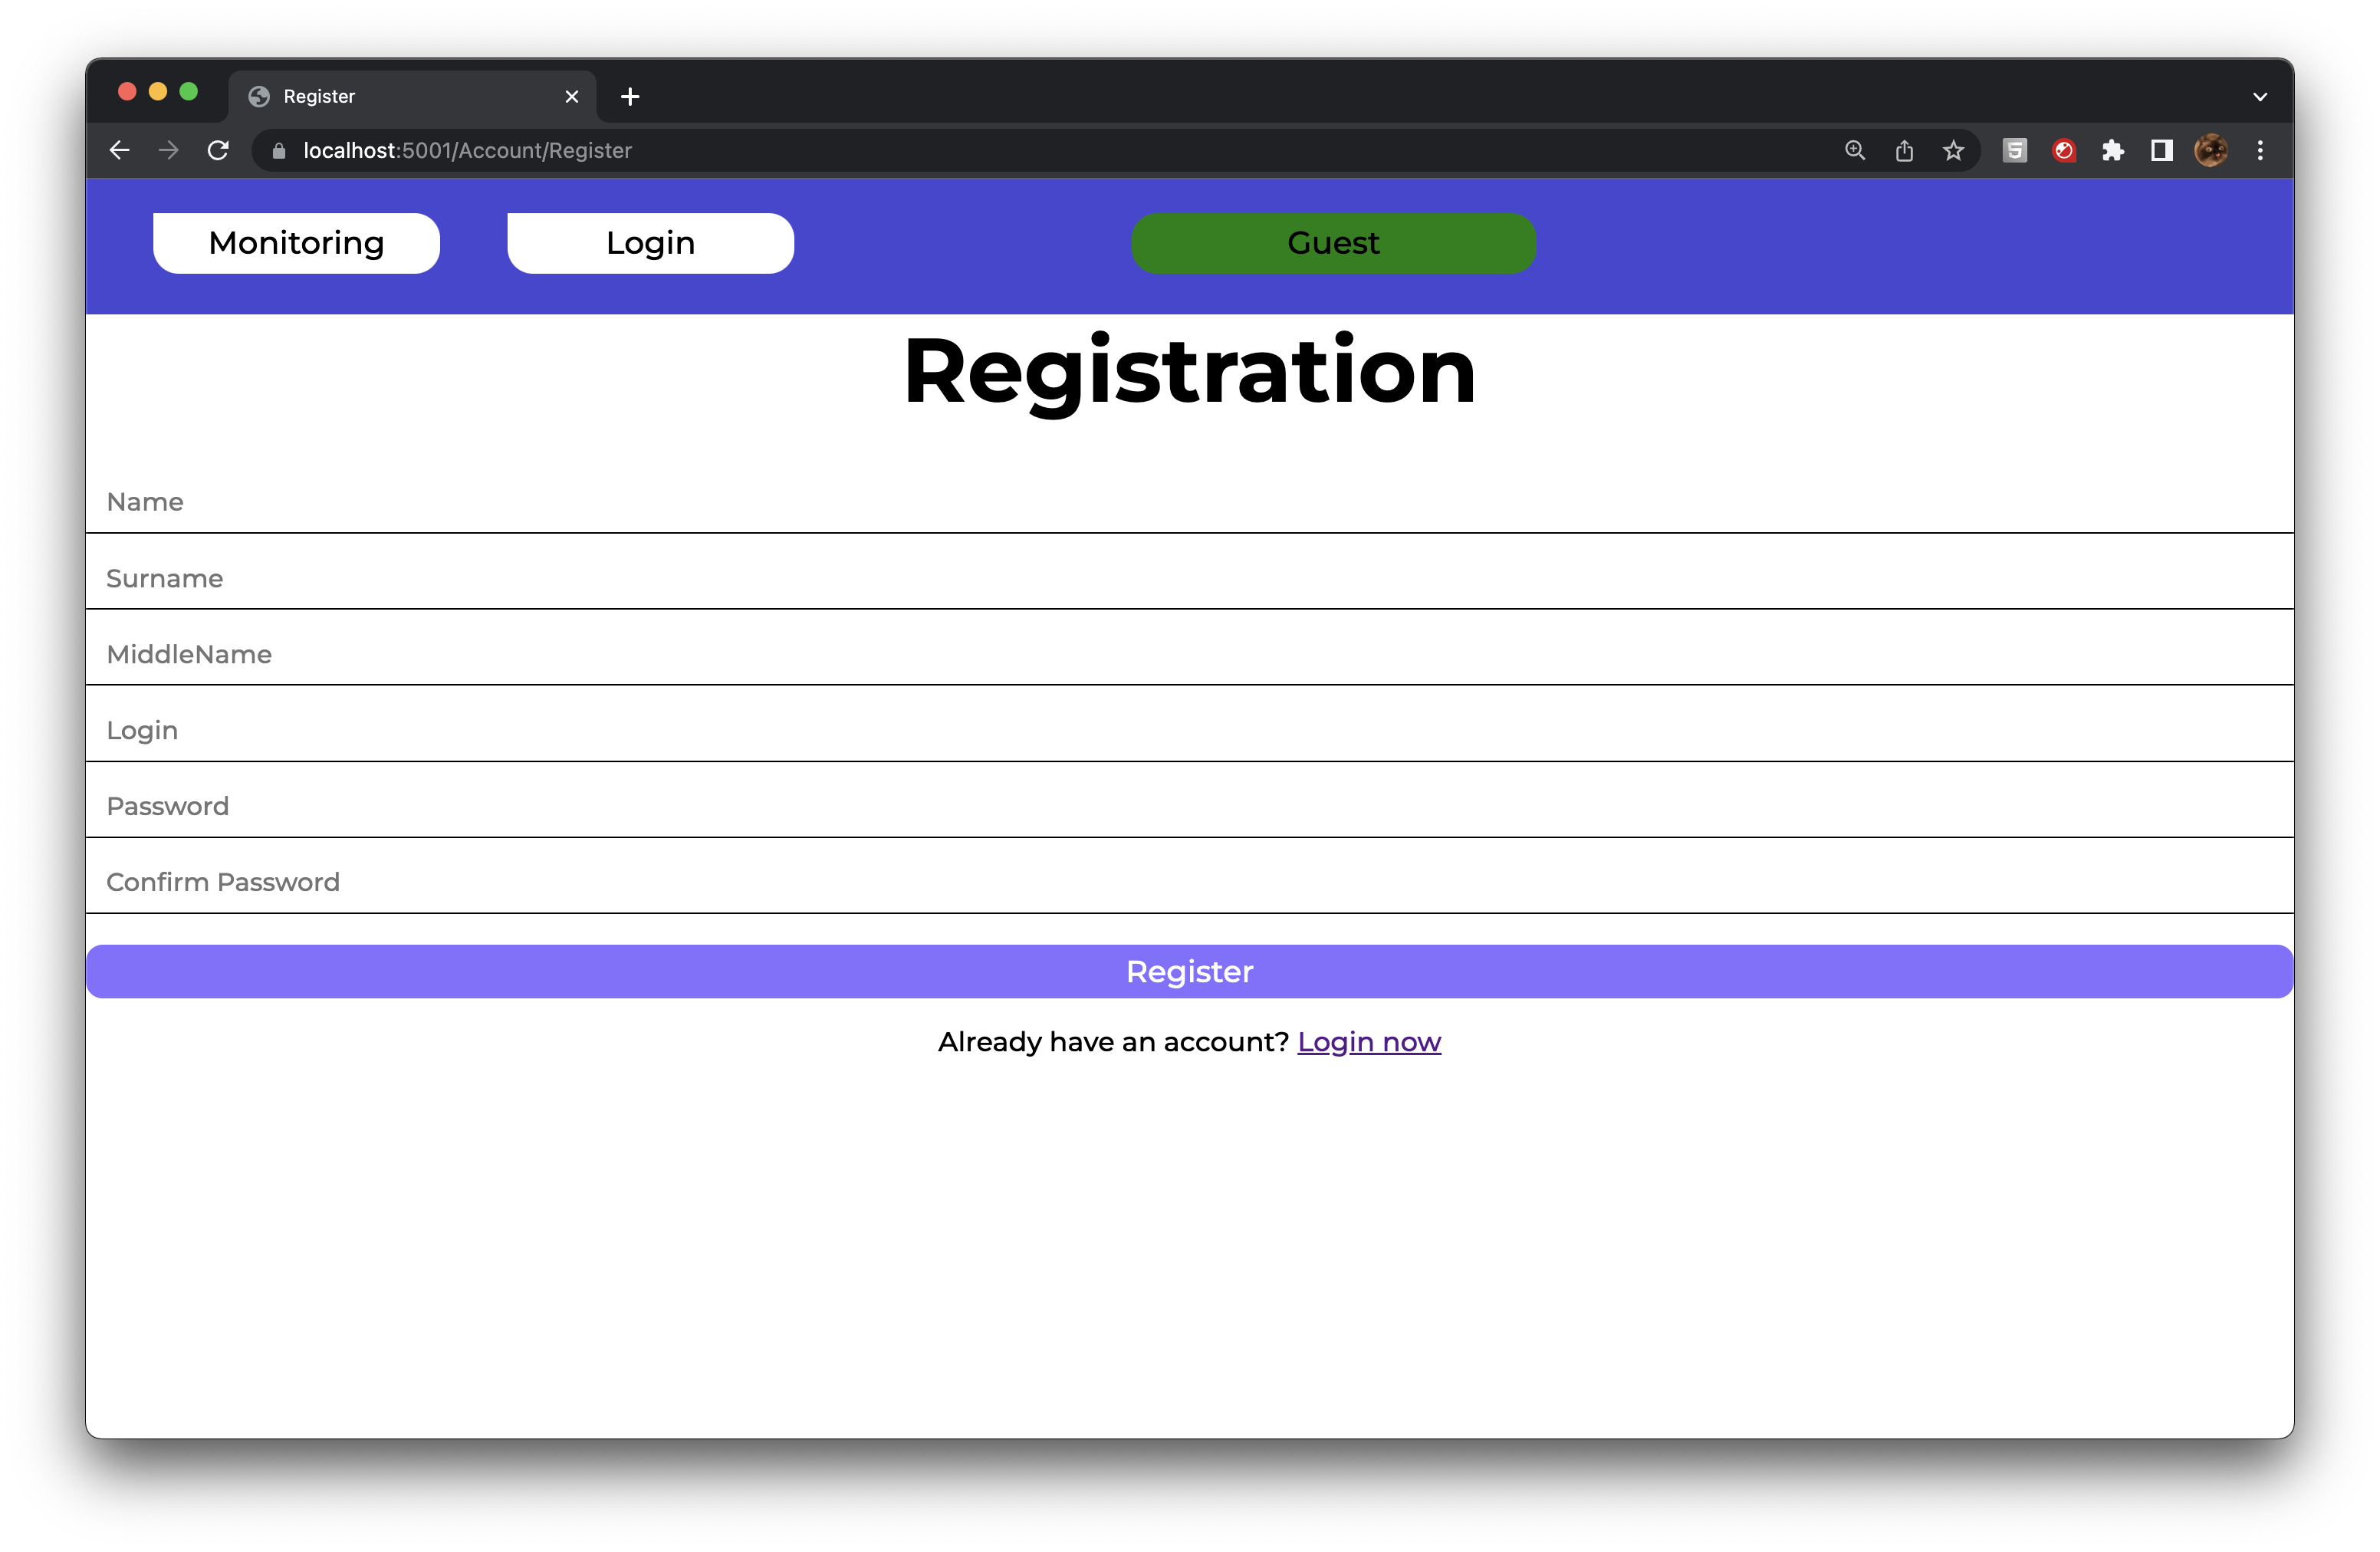 Register
localhost:5001/Account/Register
Monitoring Login Guest
Registration
Name
Surname
MiddleName
Login
Password
Confirm Password
Register
Already have an account? Login now